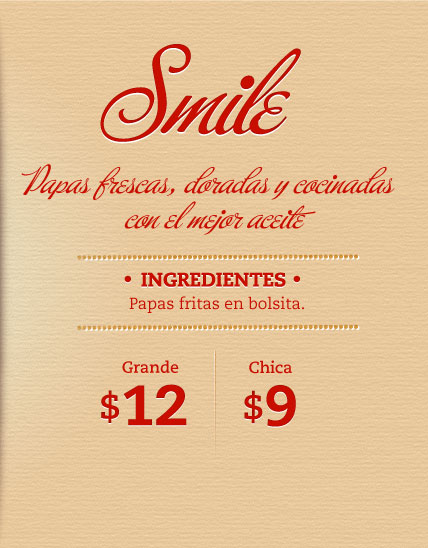 Smile
Papas frescas, doradas y cocinadas
con el mejor aceite
• INGREDIENTES •
Papas fritas en bolsita.
Grande Chica
$12 $9